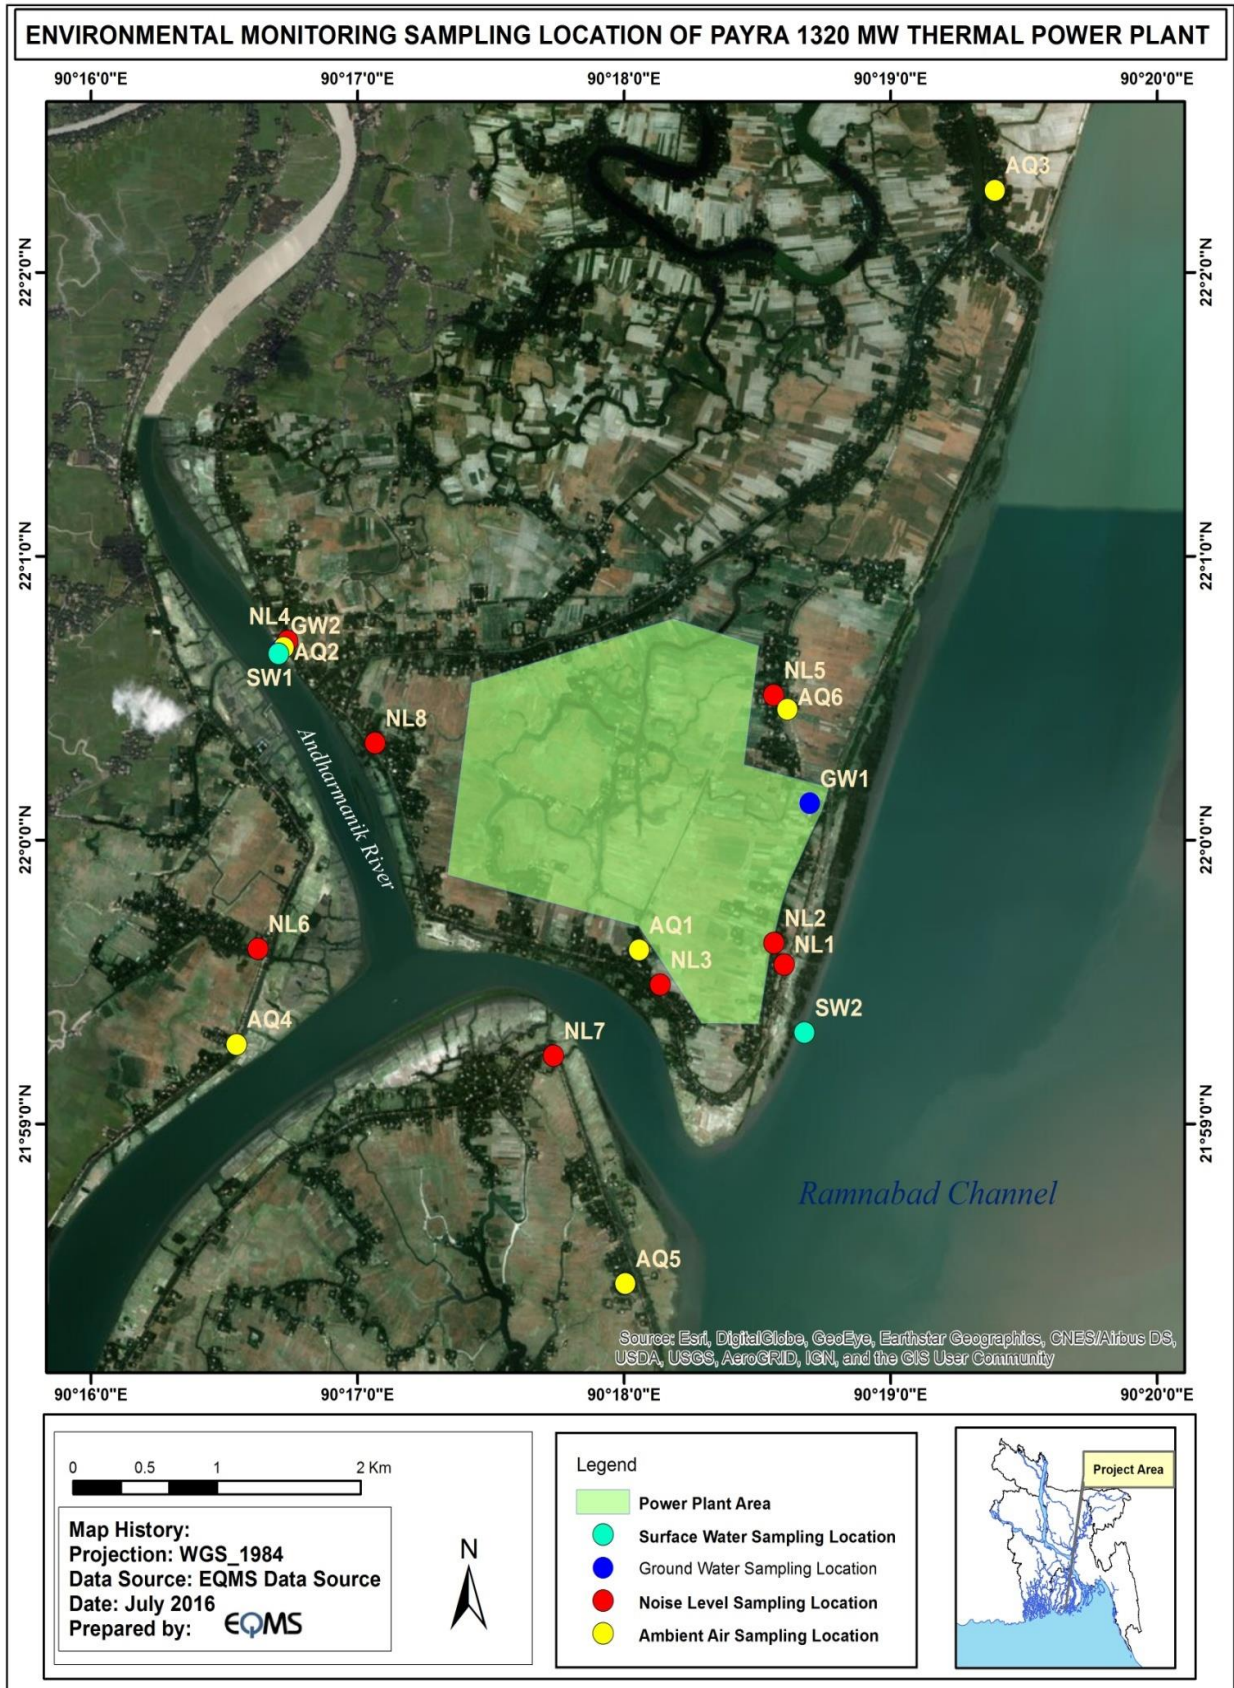 ENVIRONMENTAL MONITORING SAMPLING LOCATION OF PAYRA 1320 MW THERMAL POWER PLANT
90°16'0"E 90°17'0"E 90°18'0"E 90°19'0"E 90°20'0"E
AQ3
22°2'0"N 22°2'0"N
22°1'0"N 22°1'0"N
NL4
GW2
AQ2
SW1
NL5
AQ6
NL8
GW1
Andharmanik River
22°0'0"N 22°0'0"N
NL6
AQ1
NL2
NL1
NL3
SW2
AQ4
NL7
21°59'0"N 21°59'0"N
Ramnabad Channel
AQ5
Source: Esri, DigitalGlobe, GeoEye, Earthstar Geographics, CNES/Airbus DS,
USDA, USGS, AeroGRID, IGN, and the GIS User Community
90°16'0"E 90°17'0"E 90°18'0"E 90°19'0"E 90°20'0"E
0 0.5 1 2 Km
Map History:
Projection: WGS_1984
Data Source: EQMS Data Source
Date: July 2016
Prepared by: EQMS
N
Legend
Power Plant Area
Surface Water Sampling Location
Ground Water Sampling Location
Noise Level Sampling Location
Ambient Air Sampling Location
Project Area